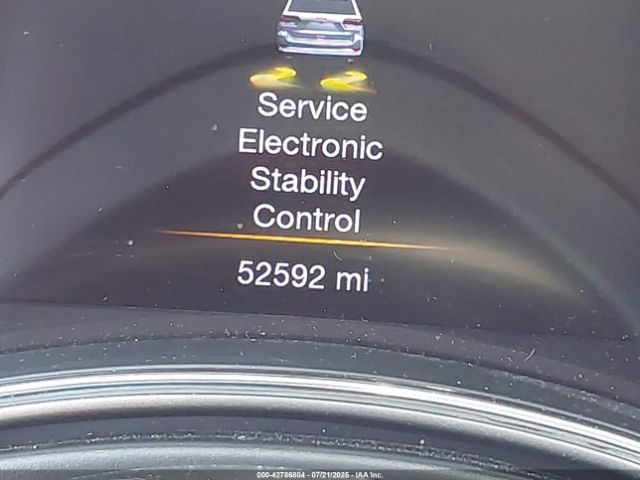 Service
Electronic
Stability
Control
52592 mi
000-42786804 - 07/21/2025 - IAA Inc.